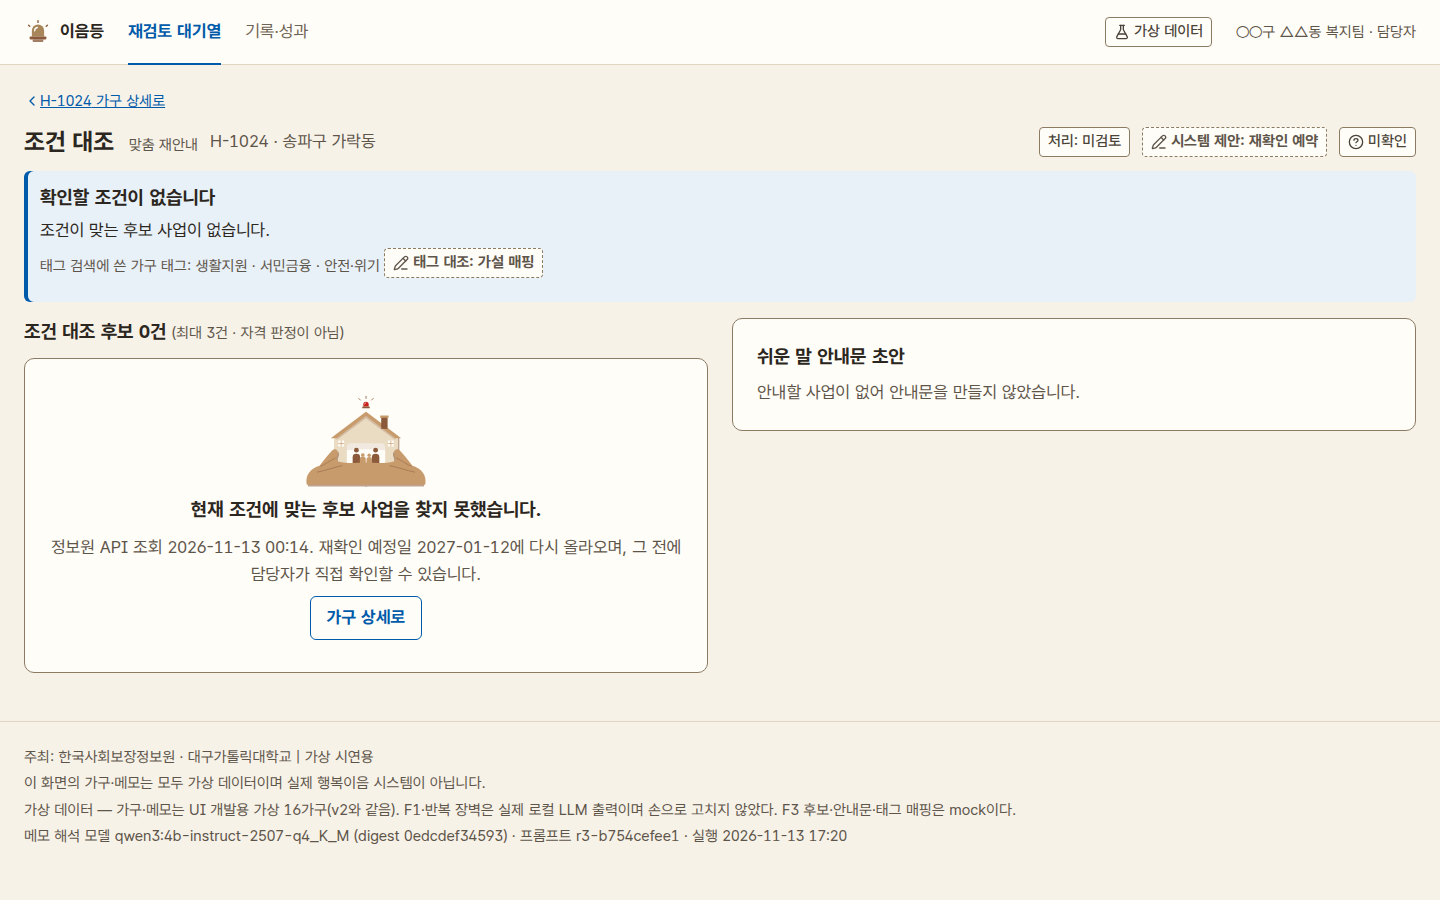 이음등
재검토 대기열
기록·성과
가상 데이터
○○구 △△동 복지팀 · 담당자
H-1024 가구 상세로
조건 대조 맞춤 재안내 H-1024 · 송파구 가락동
처리: 미검토
시스템 제안: 재확인 예약
미확인
확인할 조건이 없습니다
조건이 맞는 후보 사업이 없습니다.
태그 검색에 쓴 가구 태그: 생활지원 · 서민금융 · 안전·위기 태그 대조: 가설 매핑
조건 대조 후보 0건 (최대 3건 · 자격 판정이 아님)
현재 조건에 맞는 후보 사업을 찾지 못했습니다.
정보원 API 조회 2026-11-13 00:14. 재확인 예정일 2027-01-12에 다시 올라오며, 그 전에
담당자가 직접 확인할 수 있습니다.
가구 상세로
쉬운 말 안내문 초안
안내할 사업이 없어 안내문을 만들지 않았습니다.
주최: 한국사회보장정보원 · 대구가톨릭대학교 | 가상 시연용
이 화면의 가구·메모는 모두 가상 데이터이며 실제 행복이음 시스템이 아닙니다.
가상 데이터 — 가구·메모는 UI 개발용 가상 16가구(v2와 같음). F1·반복 장벽은 실제 로컬 LLM 출력이며 손으로 고치지 않았다. F3 후보·안내문·태그 매핑은 mock이다.
메모 해석 모델 qwen3:4b-instruct-2507-q4_K_M (digest 0edcdef34593) · 프롬프트 r3-b754cefee1 · 실행 2026-11-13 17:20